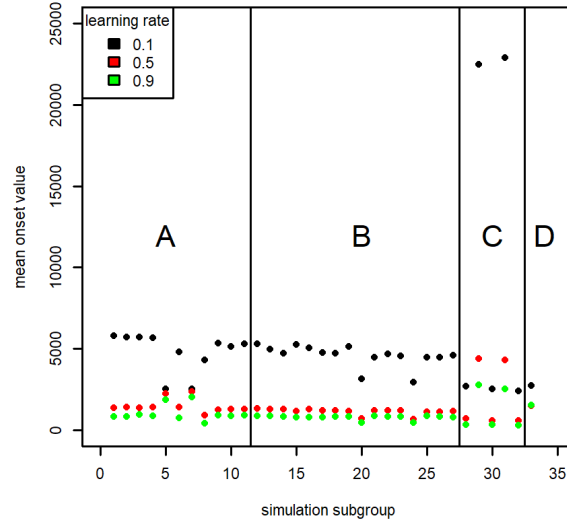 learning rate
0.1
0.5
0.9
A
B
C
D
mean onset value
0
5000
10000
15000
20000
25000
0 5 10 15 20 25 30 35
simulation subgroup